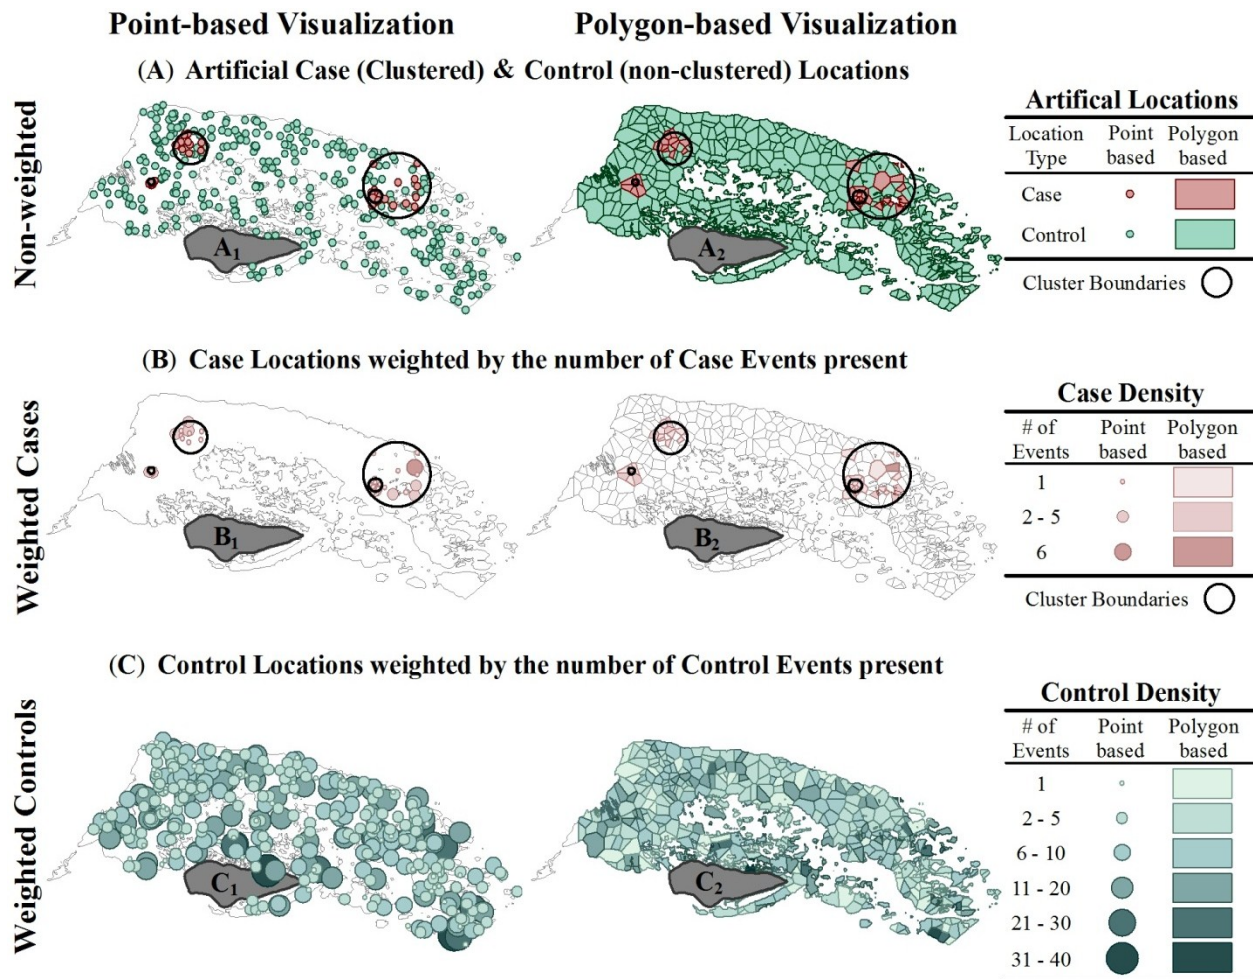 Point-based Visualization Polygon-based Visualization
(A) Artificial Case (Clustered) & Control (non-clustered) Locations
Non-weighted
A1 A2
Artifical Locations
Location Type Point based Polygon based
Case
Control
Cluster Boundaries
(B) Case Locations weighted by the number of Case Events present
Weighted Cases
B1 B2
Case Density
# of Events Point based Polygon based
1
2 - 5
6
Cluster Boundaries
(C) Control Locations weighted by the number of Control Events present
Weighted Controls
C1 C2
Control Density
# of Events Point based Polygon based
1
2 - 5
6 - 10
11 - 20
21 - 30
31 - 40